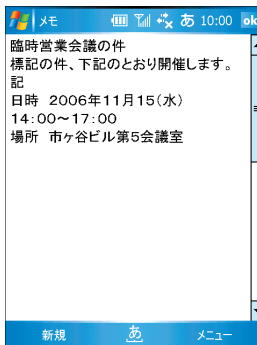 メモ あ 10:00 ok
臨時営業会議の件
標記の件、下記のとおり開催します。
記
日時　2006年11月15(水)
14:00～17:00
場所　市ヶ谷ビル第5会議室
新規 あ メニュー